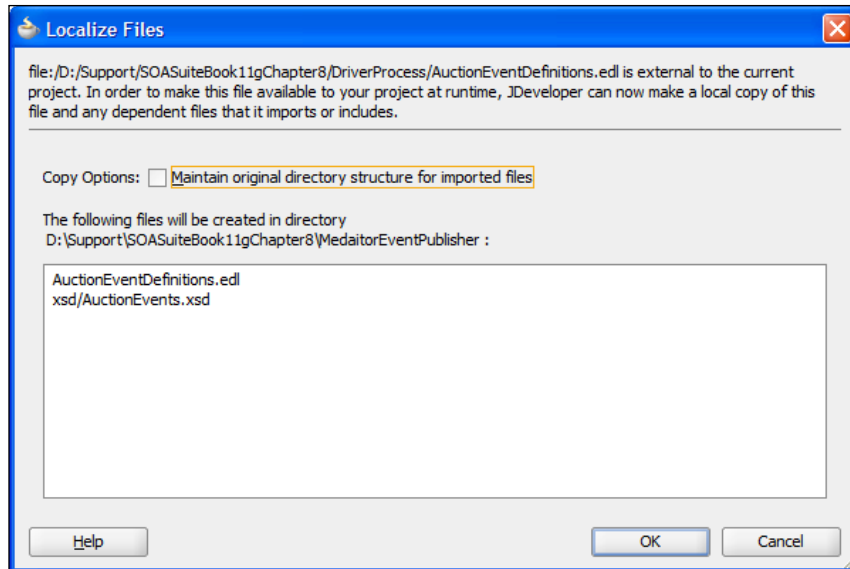 Localize Files
file:/D:/Support/SOASuiteBook11gChapter8/DriverProcess/AuctionEventDefinitions.edl is external to the current
project. In order to make this file available to your project at runtime, JDeveloper can now make a local copy of this
file and any dependent files that it imports or includes.
Copy Options: Maintain original directory structure for imported files
The following files will be created in directory
D:\Support\SOASuiteBook11gChapter8\MedaitorEventPublisher :
AuctionEventDefinitions.edl
xsd/AuctionEvents.xsd
Help OK Cancel